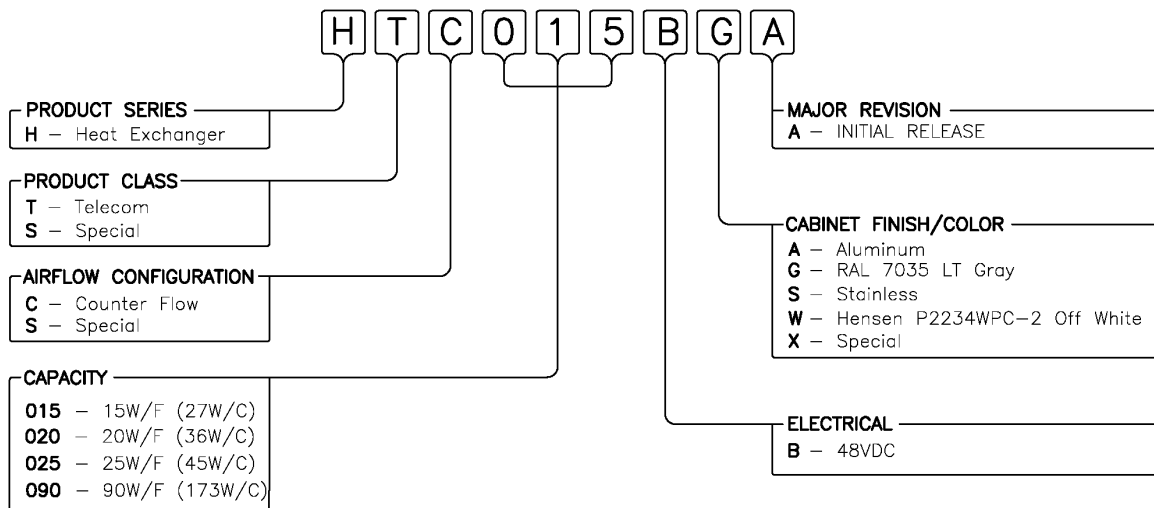 H T C 0 1 5 B G A
PRODUCT SERIES
H – Heat Exchanger
PRODUCT CLASS
T – Telecom
S – Special
AIRFLOW CONFIGURATION
C – Counter Flow
S – Special
CAPACITY
015 – 15W/F (27W/C)
020 – 20W/F (36W/C)
025 – 25W/F (45W/C)
090 – 90W/F (173W/C)
MAJOR REVISION
A – INITIAL RELEASE
CABINET FINISH/COLOR
A – Aluminum
G – RAL 7035 LT Gray
S – Stainless
W – Hensen P2234WPC–2 Off White
X – Special
ELECTRICAL
B – 48VDC